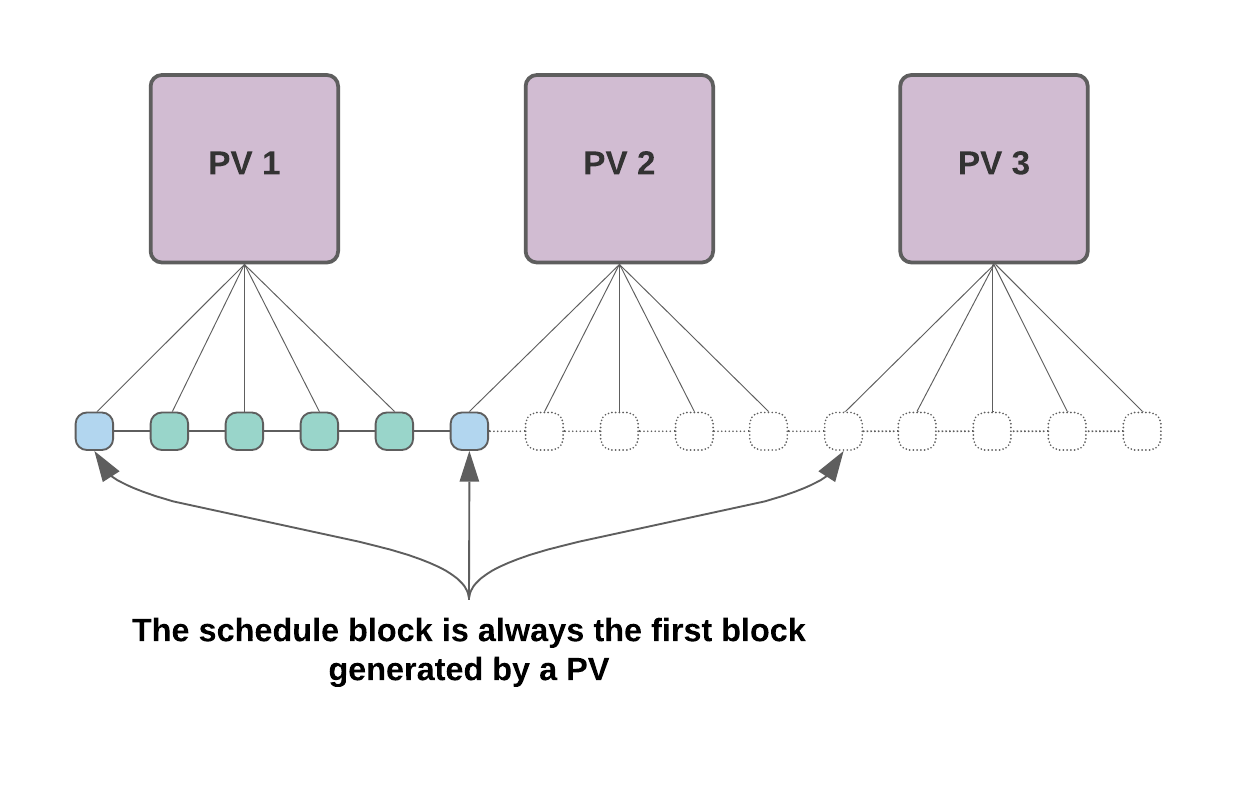 PV 1
PV 2
PV 3
The schedule block is always the first block
generated by a PV